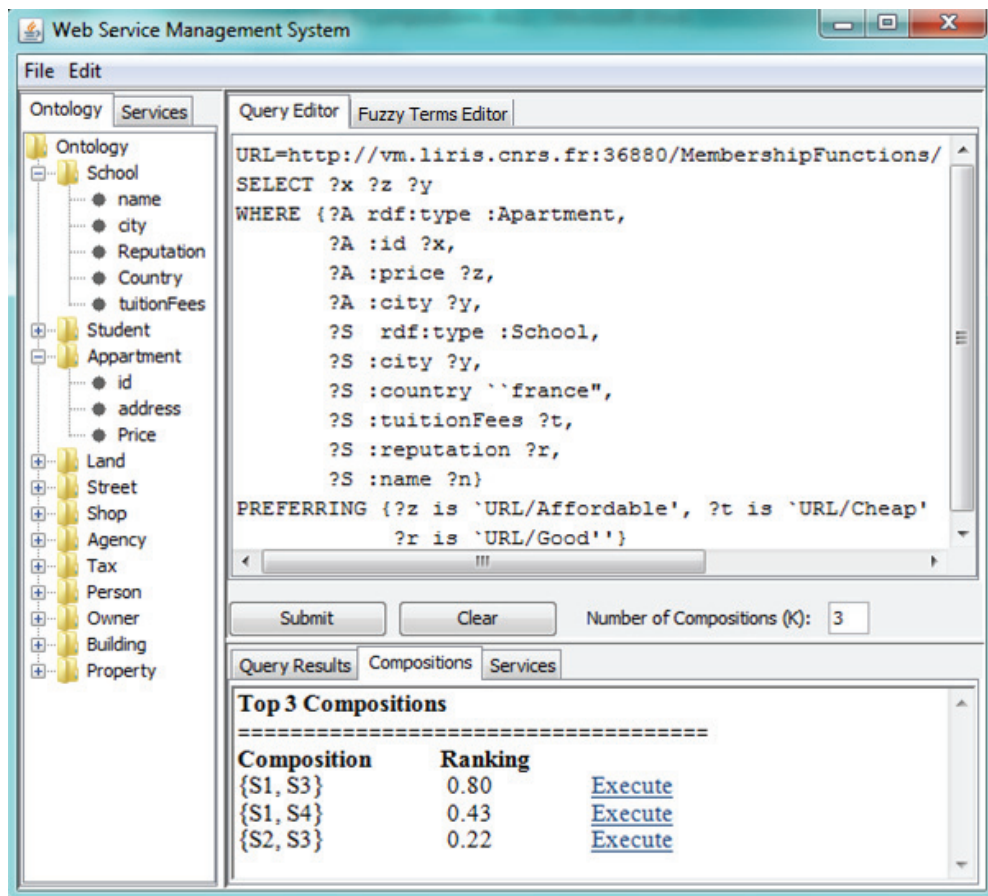 Web Service Management System
File Edit
Ontology Services
Ontology
School
name
city
Reputation
Country
tuitionFees
Student
Appartment
id
address
Price
Land
Street
Shop
Agency
Tax
Person
Owner
Building
Property
Query Editor Fuzzy Terms Editor
URL=http://vm.liris.cnrs.fr:36880/MembershipFunctions/
SELECT ?x ?z ?y
WHERE {?A rdf:type :Apartment,
?A :id ?x,
?A :price ?z,
?A :city ?y,
?S rdf:type :School,
?S :city ?y,
?S :country ``france",
?S :tuitionFees ?t,
?S :reputation ?r,
?S :name ?n}
PREFERRING {?z is `URL/Affordable', ?t is `URL/Cheap'
?r is `URL/Good''}
Submit Clear Number of Compositions (K): 3
Query Results Compositions Services
Top 3 Compositions
====================================
Composition Ranking
{S1, S3} 0.80 Execute
{S1, S4} 0.43 Execute
{S2, S3} 0.22 Execute